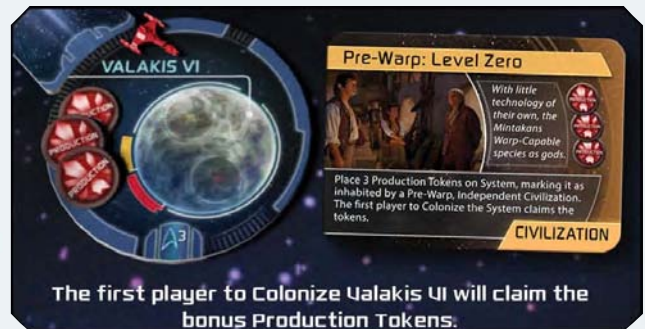 VALAKIS VI
PRODUCTION
PRODUCTION
PRODUCTION
3
Pre-Warp: Level Zero
With little
technology of
their own, the
Mintakans
Warp-Capable
species as gods.
PRODUCTION
PRODUCTION
PRODUCTION
Place 3 Production Tokens on System, marking it as
inhabited by a Pre-Warp, Independent Civilization.
The first player to Colonize the System claims the
tokens.
CIVILIZATION
The first player to Colonize Valakis VI will claim the
bonus Production Tokens.